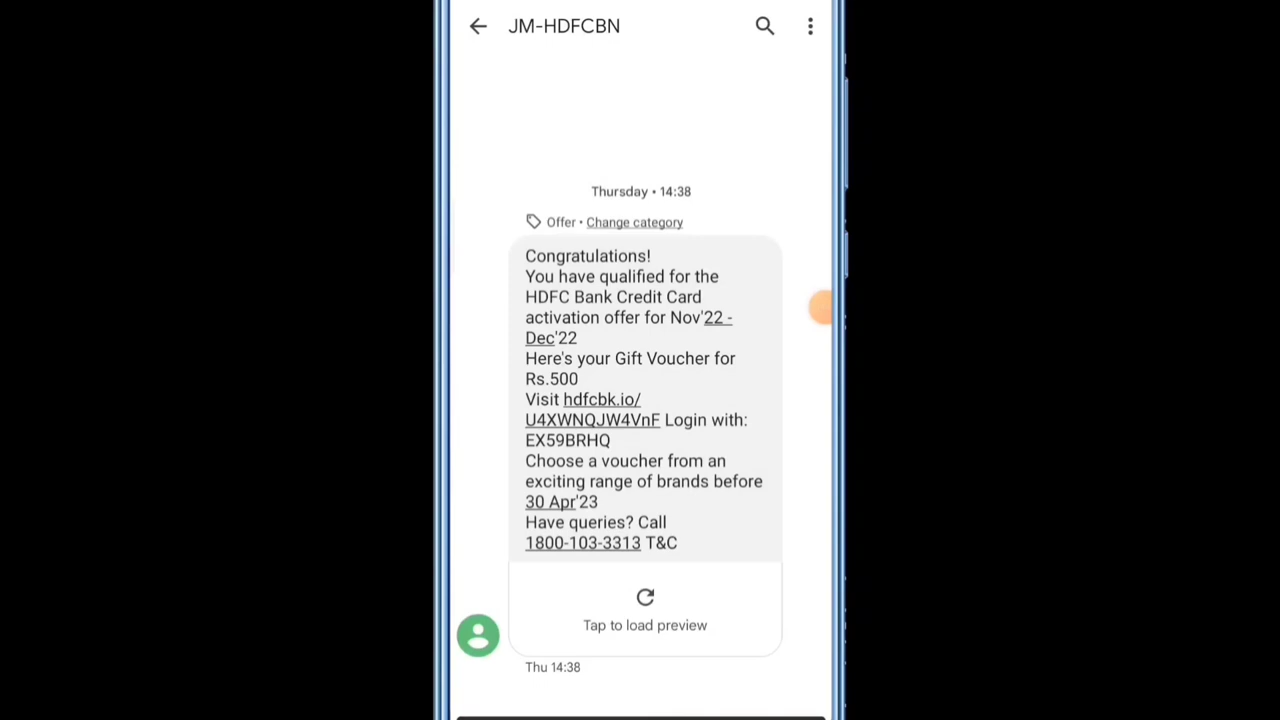 JM-HDFCBN
Thursday • 14:38
Offer • Change category
Congratulations!
You have qualified for the
HDFC Bank Credit Card
activation offer for Nov'22 -
Dec'22
Here's your Gift Voucher for
Rs.500
Visit hdfcbk.io/
U4XWNQJW4VnF Login with:
EX59BRHQ
Choose a voucher from an
exciting range of brands before
30 Apr'23
Have queries? Call
1800-103-3313 T&C
Tap to load preview
Thu 14:38